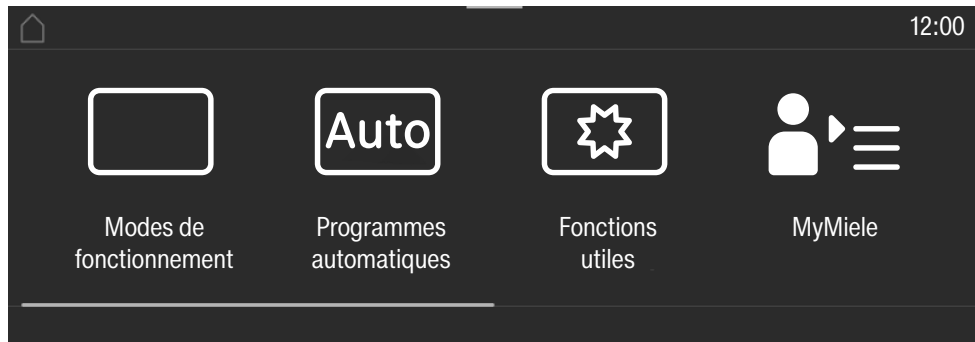 12:00
Auto
Modes de
fonctionnement
Programmes
automatiques
Fonctions
utiles
MyMiele